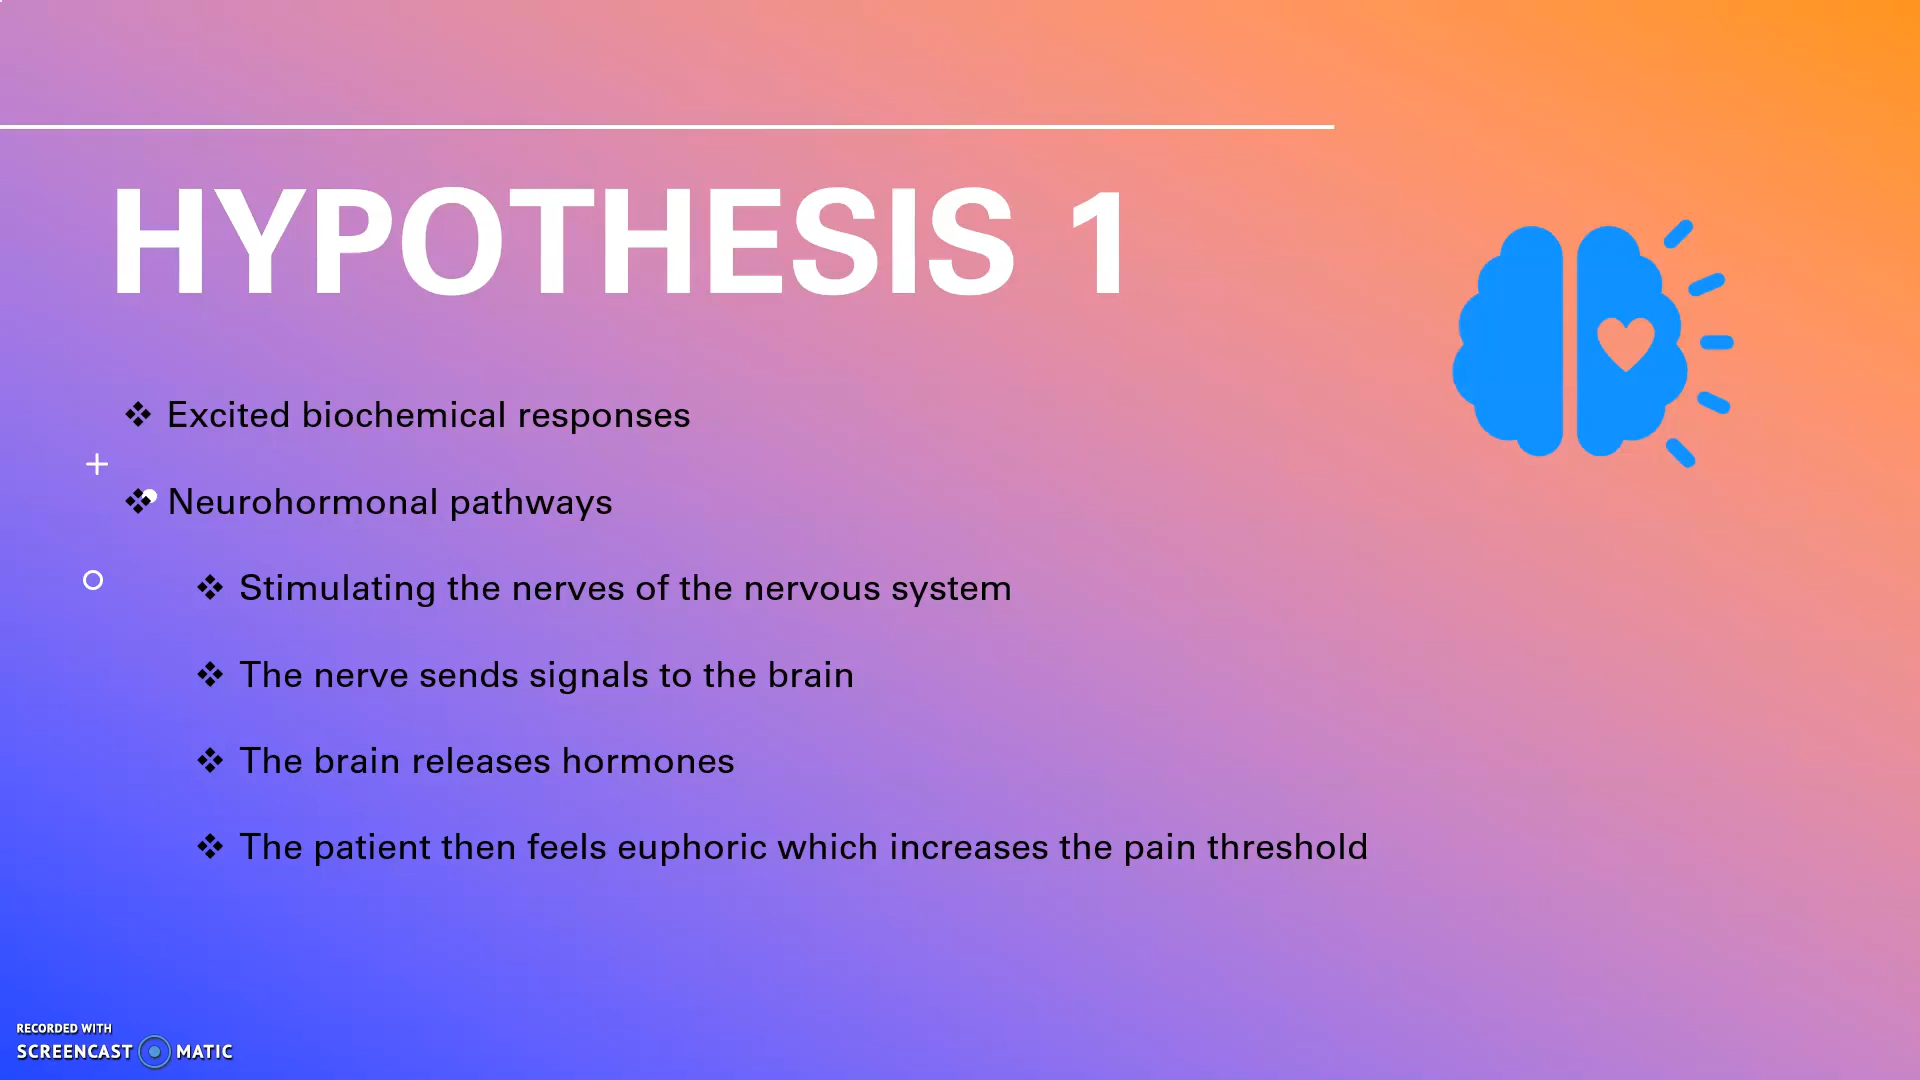 HYPOTHESIS 1
Excited biochemical responses
Neurohormonal pathways
Stimulating the nerves of the nervous system
The nerve sends signals to the brain
The brain releases hormones
The patient then feels euphoric which increases the pain threshold
RECORDED WITH
SCREENCAST MATIC